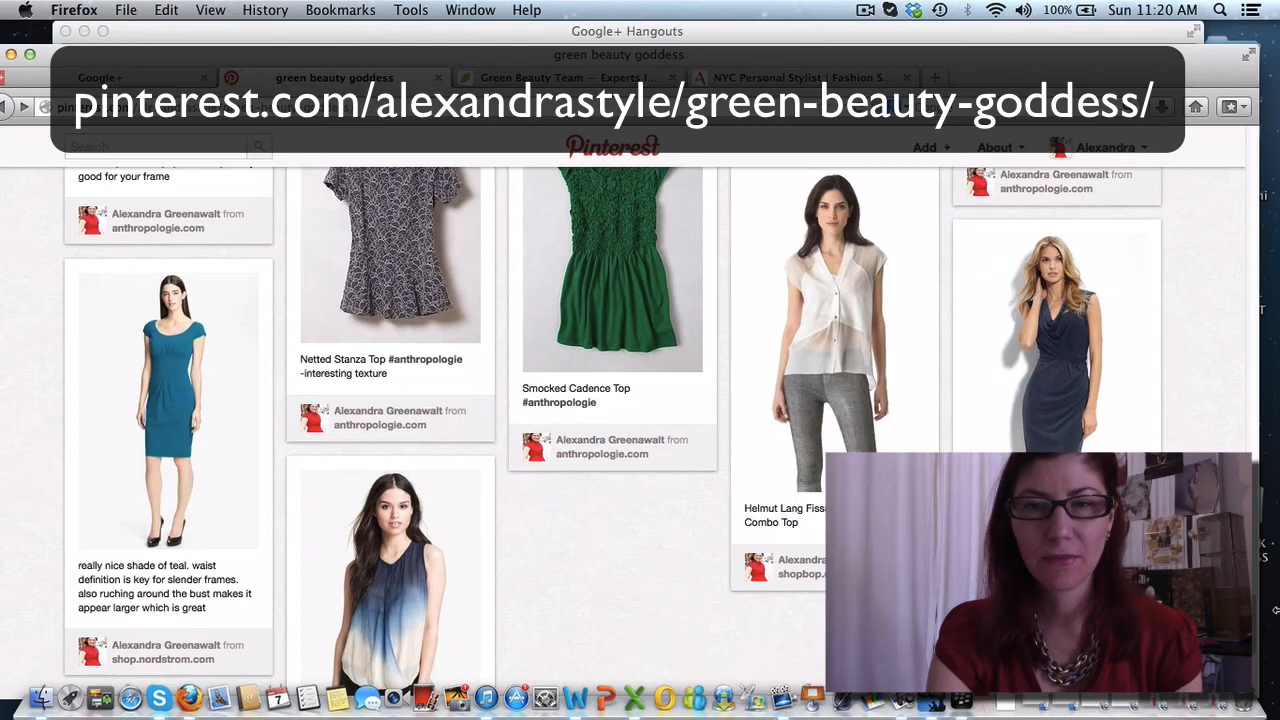 Firefox File Edit View History Bookmarks Tools Window Help
100% Sun 11:20 AM
Google+ Hangouts
green beauty goddess
Google+
green beauty goddess
Green Beauty Team — Experts I...
NYC Personal Stylist | Fashion S...
pinterest.com/alexandrastyle/green-beauty-goddess/
Search
Pinterest
Add +
About
Alexandra
good for your frame
Alexandra Greenawalt from
anthropologie.com
really nice shade of teal. waist
definition is key for slender frames.
also ruching around the bust makes it
appear larger which is great
Alexandra Greenawalt from
shop.nordstrom.com
Netted Stanza Top #anthropologie
-interesting texture
Alexandra Greenawalt from
anthropologie.com
Smocked Cadence Top
#anthropologie
Alexandra Greenawalt from
anthropologie.com
Helmut Lang Fiss
Combo Top
Alexandra
shopbop.
Alexandra Greenawalt from
anthropologie.com